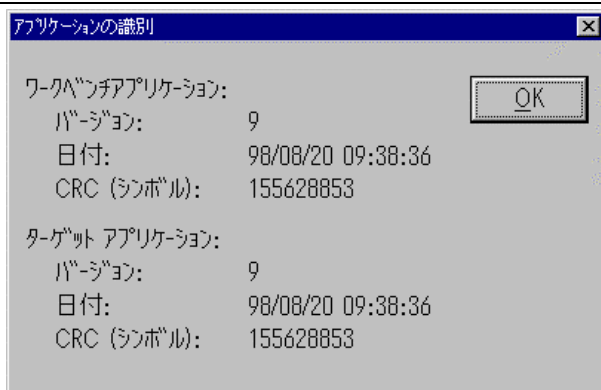 ｱﾌﾟﾘｹｰｼｮﾝの識別
ﾜｰｸﾍﾞﾝﾁｱﾌﾟﾘｹｰｼｮﾝ:
OK
ﾊﾞｰｼﾞｮﾝ: 9
日付: 98/08/20 09:38:36
CRC (ｼﾝﾎﾞﾙ): 155628853
ﾀｰｹﾞｯﾄ ｱﾌﾟﾘｹｰｼｮﾝ:
ﾊﾞｰｼﾞｮﾝ: 9
日付: 98/08/20 09:38:36
CRC (ｼﾝﾎﾞﾙ): 155628853